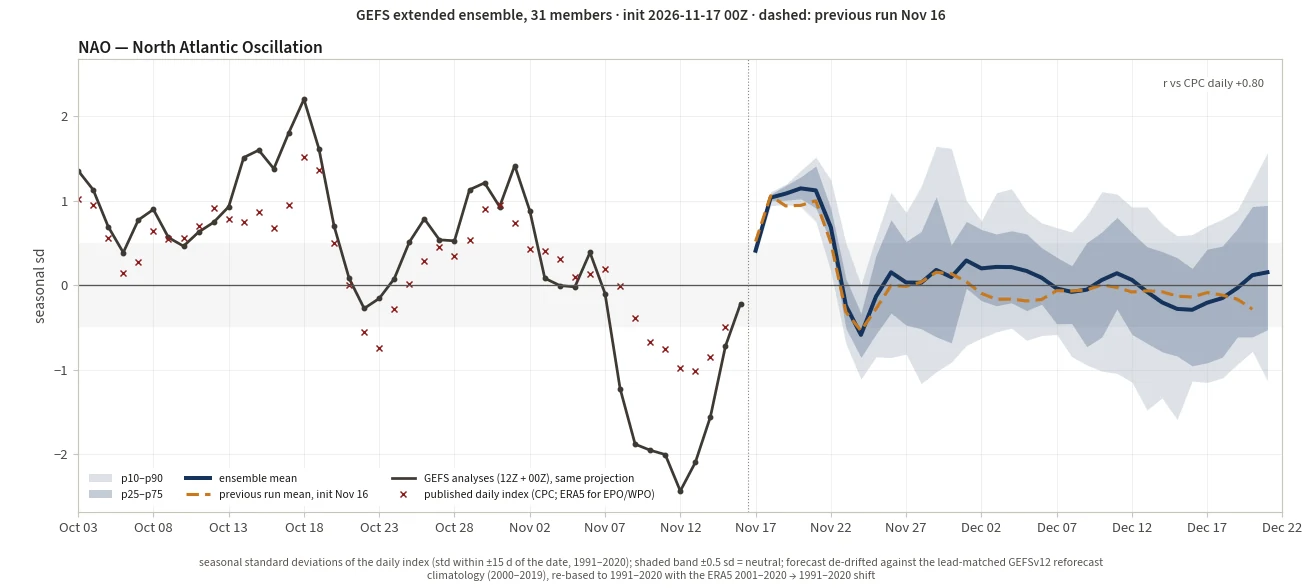 GEFS extended ensemble, 31 members · init 2026-11-17 00Z · dashed: previous run Nov 16
NAO — North Atlantic Oscillation
r vs CPC daily +0.80
seasonal sd
2
1
0
−1
−2
p10–p90
p25–p75
ensemble mean
previous run mean, init Nov 16
GEFS analyses (12Z + 00Z), same projection
published daily index (CPC; ERA5 for EPO/WPO)
Oct 03 Oct 08 Oct 13 Oct 18 Oct 23 Oct 28 Nov 02 Nov 07 Nov 12 Nov 17 Nov 22 Nov 27 Dec 02 Dec 07 Dec 12 Dec 17 Dec 22
seasonal standard deviations of the daily index (std within ±15 d of the date, 1991–2020); shaded band ±0.5 sd = neutral; forecast de-drifted against the lead-matched GEFSv12 reforecast
climatology (2000–2019), re-based to 1991–2020 with the ERA5 2001–2020 → 1991–2020 shift